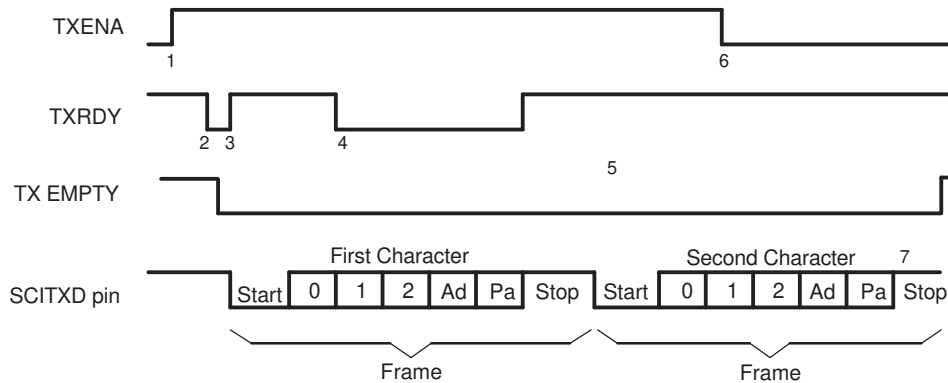 TXENA
1 6
TXRDY
2 3 4
5
TX EMPTY
First Character Second Character 7
SCITXD pin Start 0 1 2 Ad Pa Stop Start 0 1 2 Ad Pa Stop
Frame Frame